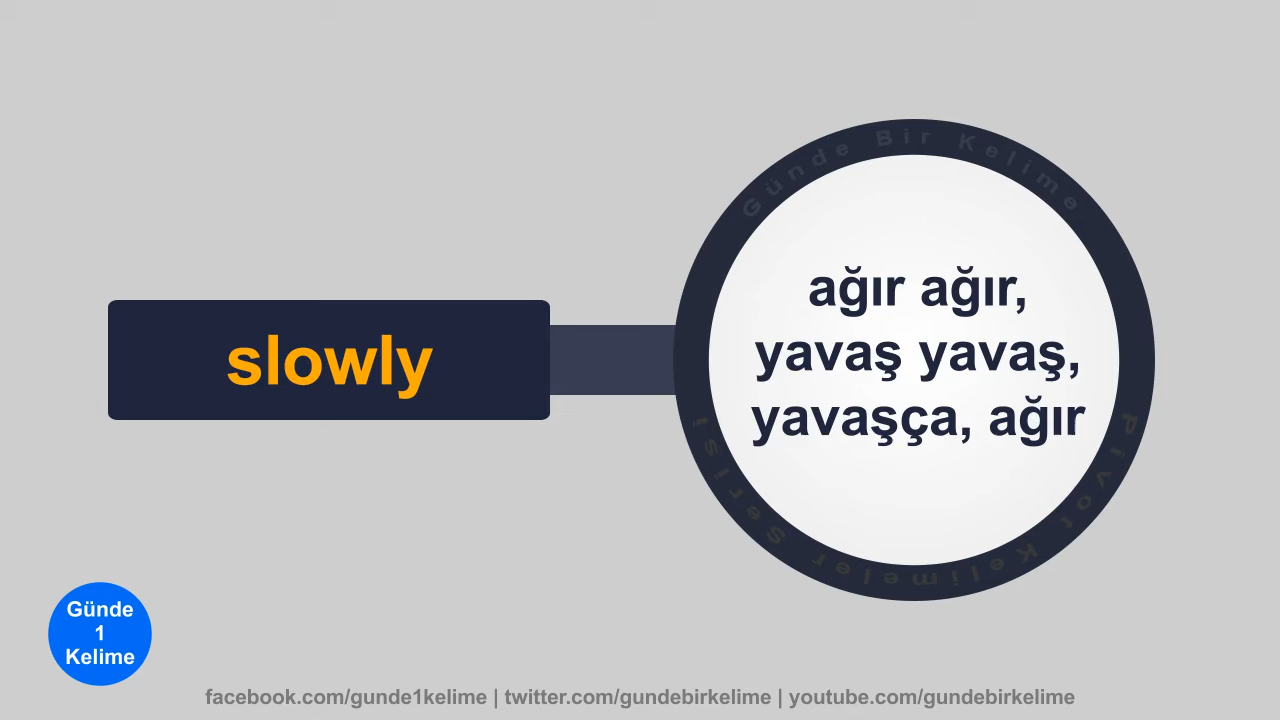 slowly
Günde Bir Kelime
ağır ağır,
yavaş yavaş,
yavaşça, ağır
Pivot Kelimeler Serisi
Günde
1
Kelime
facebook.com/gunde1kelime | twitter.com/gundebirkelime | youtube.com/gundebirkelime